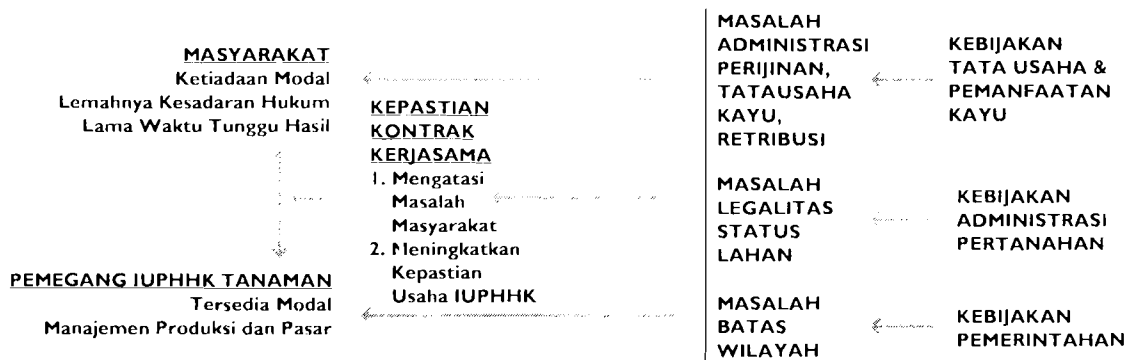 MASYARAKAT
Ketiadaan Modal
Lemahnya Kesadaran Hukum
Lama Waktu Tunggu Hasil
PEMEGANG IUPHHK TANAMAN
Tersedia Modal
Manajemen Produksi dan Pasar
KEPASTIAN
KONTRAK
KERJASAMA
1. Mengatasi
Masalah
Masyarakat
2. Meningkatkan
Kepastian
Usaha IUPHHK
MASALAH
ADMINISTRASI
PERIJINAN,
TATAUSAHA
KAYU,
RETRIBUSI
KEBIJAKAN
TATA USAHA &
PEMANFAATAN
KAYU
MASALAH
LEGALITAS
STATUS
LAHAN
KEBIJAKAN
ADMINISTRASI
PERTANAHAN
MASALAH
BATAS
WILAYAH
KEBIJAKAN
PEMERINTAHAN